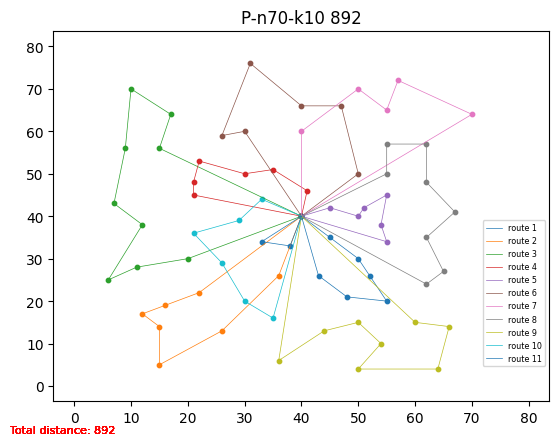 P-n70-k10 892
80
70
60
50
40
30
20
10
0
0 10 20 30 40 50 60 70 80
route 1
route 2
route 3
route 4
route 5
route 6
route 7
route 8
route 9
route 10
route 11
Total distance: 892